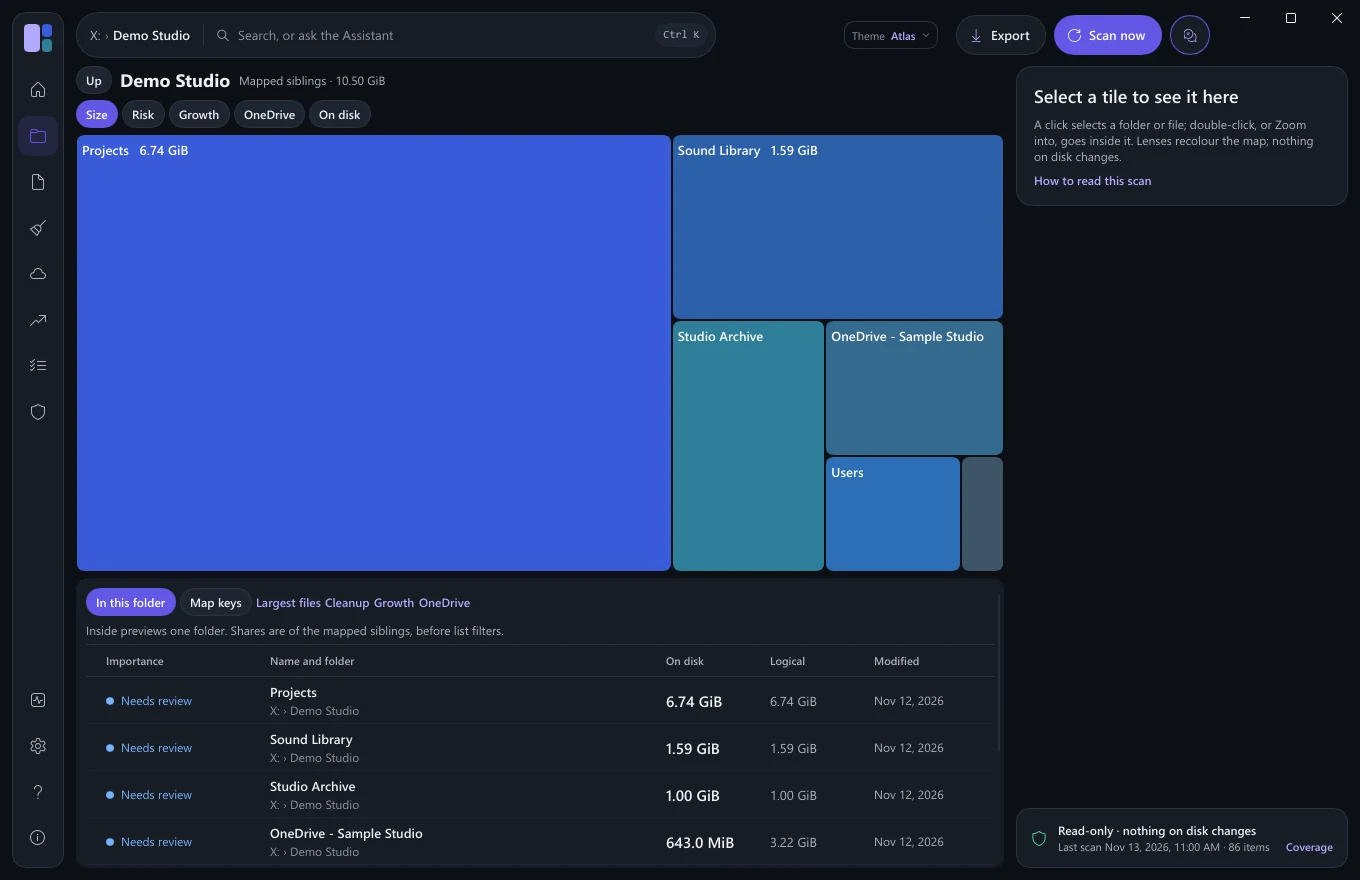 X: › Demo Studio
Search, or ask the Assistant
Ctrl K
Theme Atlas
Export
Scan now
Up
Demo Studio
Mapped siblings · 10.50 GiB
Size
Risk
Growth
OneDrive
On disk
Projects 6.74 GiB
Sound Library 1.59 GiB
Studio Archive
OneDrive - Sample Studio
Users
Select a tile to see it here
A click selects a folder or file; double-click, or Zoom
into, goes inside it. Lenses recolour the map; nothing
on disk changes.
How to read this scan
In this folder
Map keys
Largest files
Cleanup
Growth
OneDrive
Inside previews one folder. Shares are of the mapped siblings, before list filters.
Importance Name and folder On disk Logical Modified
Needs review Projects 6.74 GiB 6.74 GiB Nov 12, 2026
X: › Demo Studio
Needs review Sound Library 1.59 GiB 1.59 GiB Nov 12, 2026
X: › Demo Studio
Needs review Studio Archive 1.00 GiB 1.00 GiB Nov 12, 2026
X: › Demo Studio
Needs review OneDrive - Sample Studio 643.0 MiB 3.22 GiB Nov 12, 2026
X: › Demo Studio
Read-only · nothing on disk changes
Last scan Nov 13, 2026, 11:00 AM · 86 items
Coverage